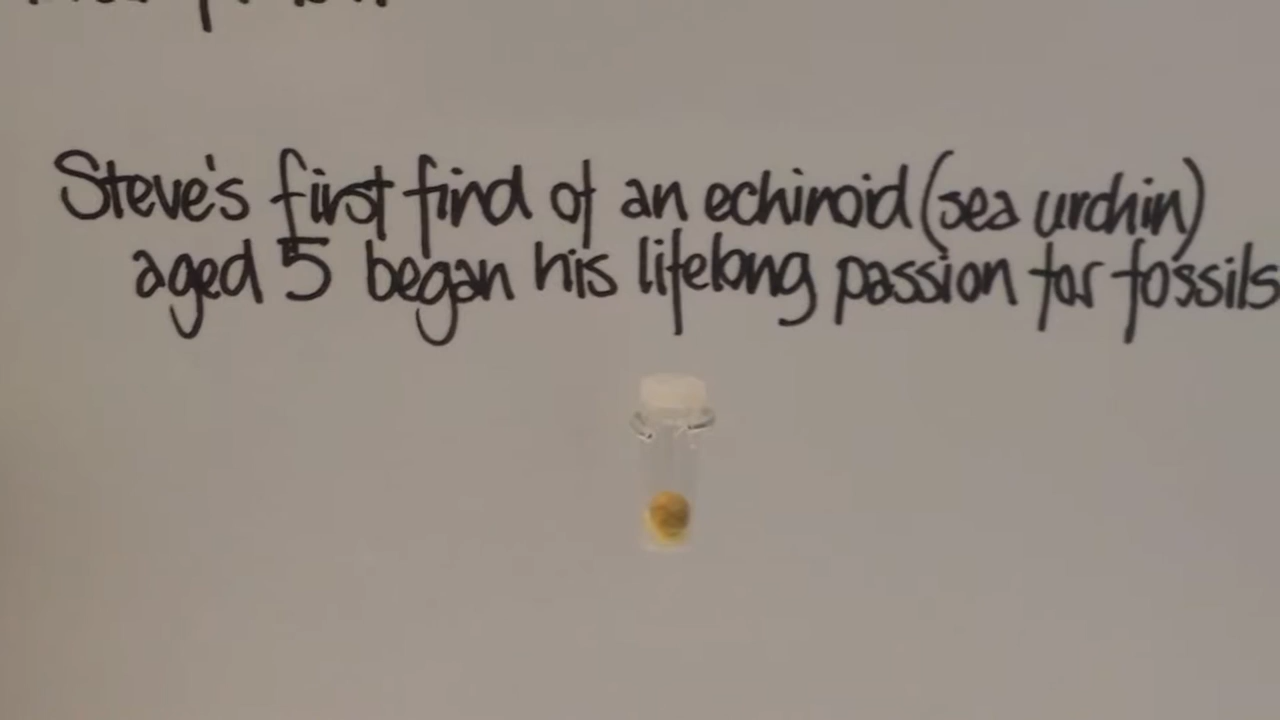 Steve's first find of an echinoid (sea urchin)
aged 5 began his lifelong passion for fossils